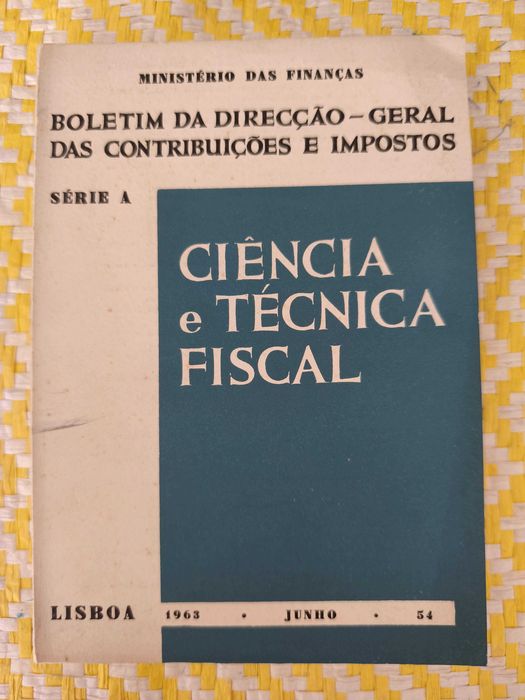 MINISTÉRIO DAS FINANÇAS
BOLETIM DA DIRECÇÃO-GERAL
DAS CONTRIBUIÇÕES E IMPOSTOS
SÉRIE A
CIÊNCIA
e TÉCNICA
FISCAL
LISBOA 1963 · JUNHO · 54